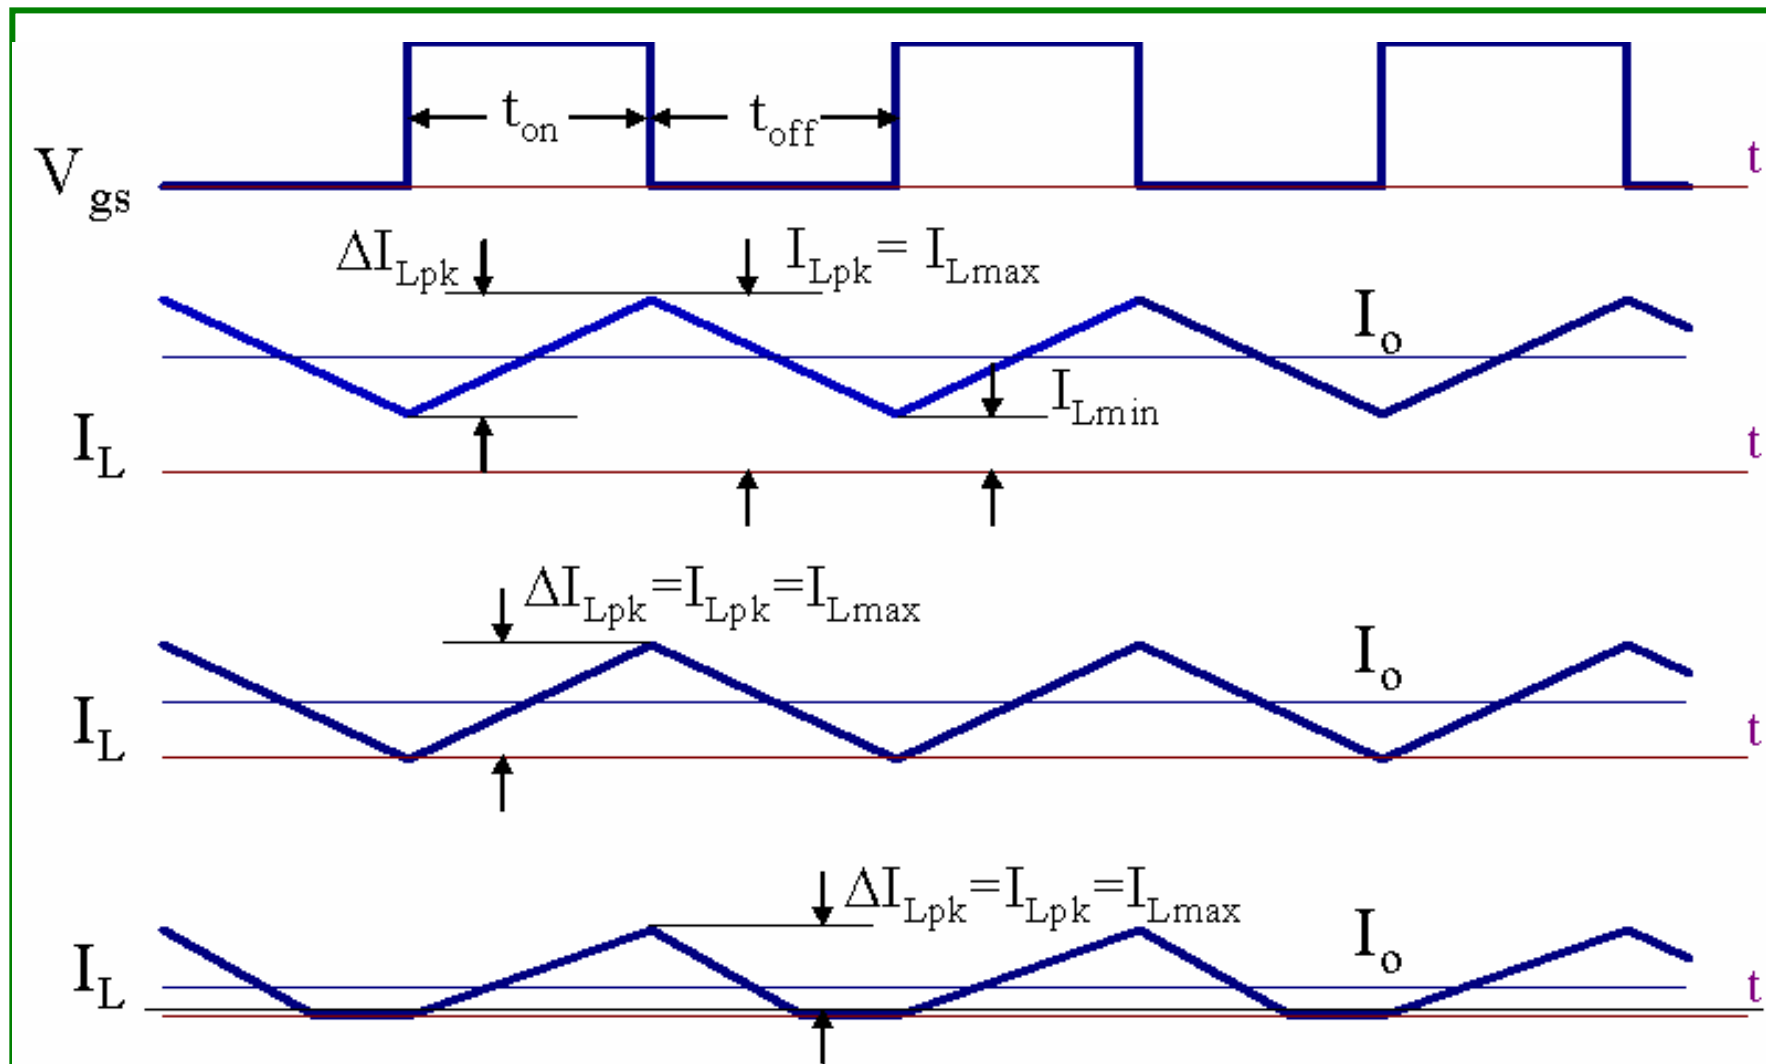 t_on t_off
V_gs t
ΔI_Lpk I_Lpk = I_Lmax
I_o
I_Lmin
I_L t
ΔI_Lpk=I_Lpk=I_Lmax
I_o
I_L t
ΔI_Lpk=I_Lpk=I_Lmax
I_o
I_L t